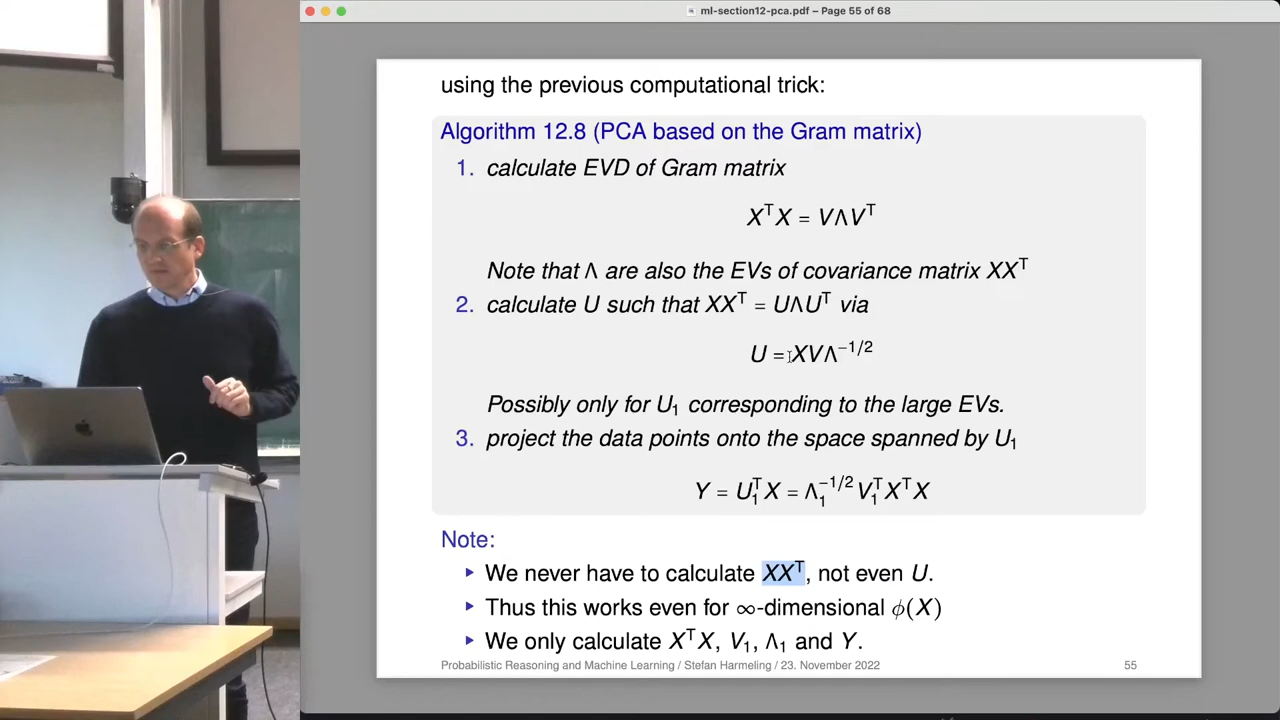 ml-section12-pca.pdf – Page 55 of 68
using the previous computational trick:
Algorithm 12.8 (PCA based on the Gram matrix)
1. calculate EVD of Gram matrix
XᵀX = VΛVᵀ
Note that Λ are also the EVs of covariance matrix XXᵀ
2. calculate U such that XXᵀ = UΛUᵀ via
U = XVΛ^{-1/2}
Possibly only for U₁ corresponding to the large EVs.
3. project the data points onto the space spanned by U₁
Y = U₁ᵀX = Λ₁^{-1/2} V₁ᵀXᵀX
Note:
▸ We never have to calculate XXᵀ, not even U.
▸ Thus this works even for ∞-dimensional ϕ(X)
▸ We only calculate XᵀX, V₁, Λ₁ and Y.
Probabilistic Reasoning and Machine Learning / Stefan Harmeling / 23. November 2022 55